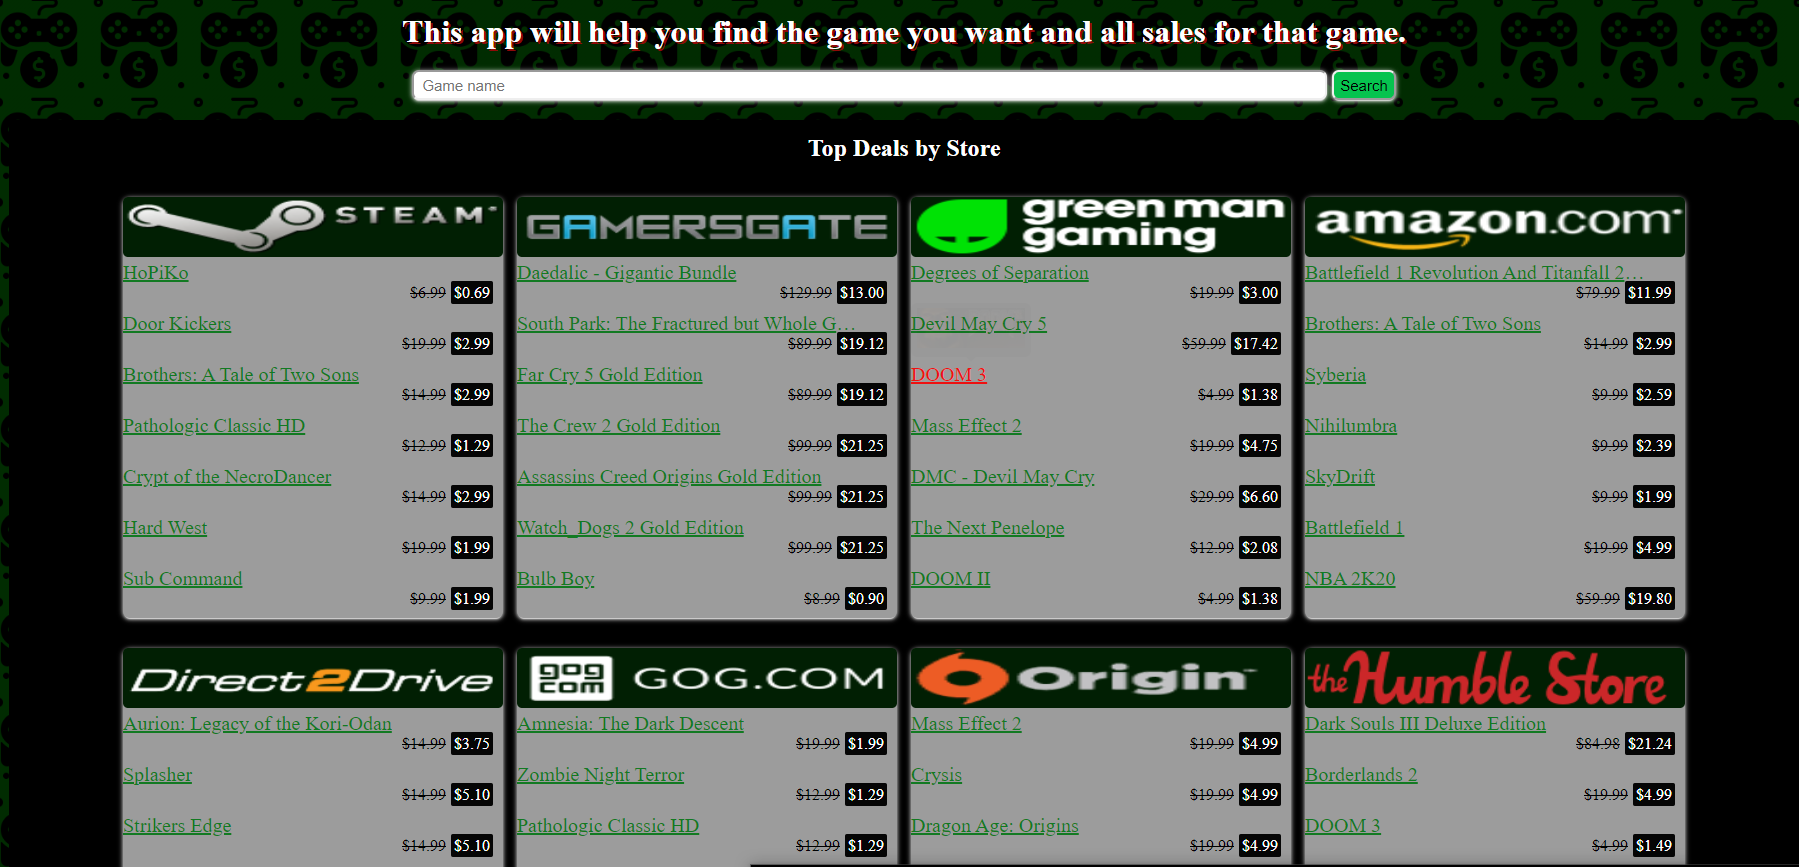 This app will help you find the game you want and all sales for that game.
Game name
Search
Top Deals by Store
STEAM
HoPiKo
$6.99 $0.69
Door Kickers
$19.99 $2.99
Brothers: A Tale of Two Sons
$14.99 $2.99
Pathologic Classic HD
$12.99 $1.29
Crypt of the NecroDancer
$14.99 $2.99
Hard West
$19.99 $1.99
Sub Command
$9.99 $1.99
GAMERSGATE
Daedalic - Gigantic Bundle
$129.99 $13.00
South Park: The Fractured but Whole G…
$89.99 $19.12
Far Cry 5 Gold Edition
$89.99 $19.12
The Crew 2 Gold Edition
$99.99 $21.25
Assassins Creed Origins Gold Edition
$99.99 $21.25
Watch_Dogs 2 Gold Edition
$99.99 $21.25
Bulb Boy
$8.99 $0.90
green man
gaming
Degrees of Separation
$19.99 $3.00
Devil May Cry 5
$59.99 $17.42
DOOM 3
$4.99 $1.38
Mass Effect 2
$19.99 $4.75
DMC - Devil May Cry
$29.99 $6.60
The Next Penelope
$12.99 $2.08
DOOM II
$4.99 $1.38
amazon.com
Battlefield 1 Revolution And Titanfall 2…
$79.99 $11.99
Brothers: A Tale of Two Sons
$14.99 $2.99
Syberia
$9.99 $2.59
Nihilumbra
$9.99 $2.39
SkyDrift
$9.99 $1.99
Battlefield 1
$19.99 $4.99
NBA 2K20
$59.99 $19.80
Direct2Drive
Aurion: Legacy of the Kori-Odan
$14.99 $3.75
Splasher
$14.99 $5.10
Strikers Edge
$14.99 $5.10
gog
com
GOG.COM
Amnesia: The Dark Descent
$19.99 $1.99
Zombie Night Terror
$12.99 $1.29
Pathologic Classic HD
$12.99 $1.29
Origin
Mass Effect 2
$19.99 $4.99
Crysis
$19.99 $4.99
Dragon Age: Origins
$19.99 $4.99
the Humble Store
Dark Souls III Deluxe Edition
$84.98 $21.24
Borderlands 2
$19.99 $4.99
DOOM 3
$4.99 $1.49